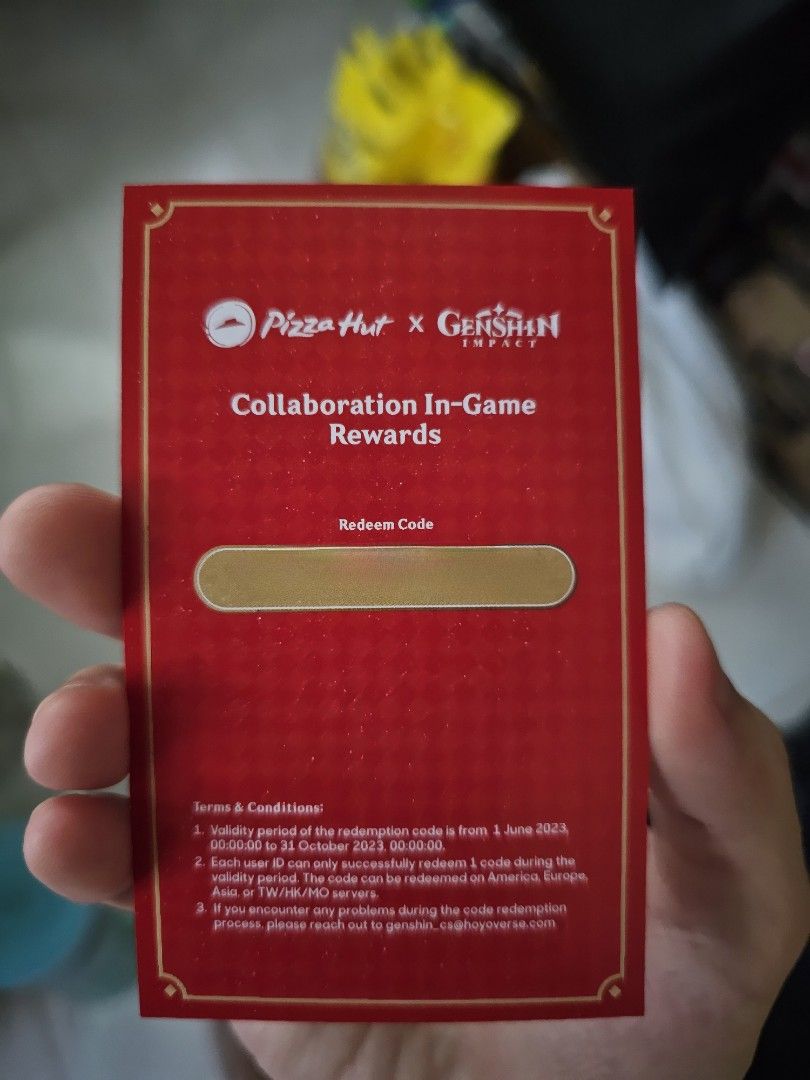 Pizza Hut x GENSHIN
IMPACT
Collaboration In-Game
Rewards
Redeem Code
Terms & Conditions:
1. Validity period of the redemption code is from 1 June 2023,
00:00:00 to 31 October 2023, 00:00:00.
2. Each user ID can only successfully redeem 1 code during the
validity period. The code can be redeemed on America, Europe,
Asia, or TW/HK/MO servers.
3. If you encounter any problems during the code redemption
process, please reach out to genshin_cs@hoyoverse.com